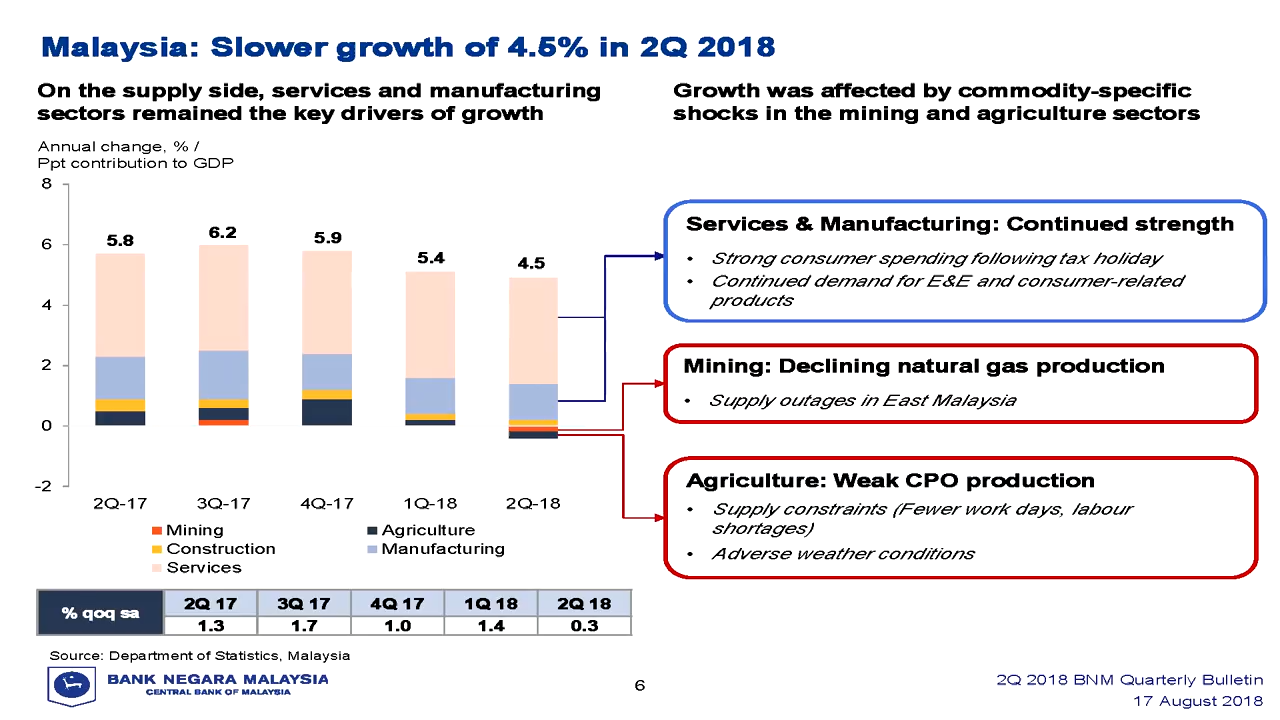 Malaysia: Slower growth of 4.5% in 2Q 2018
On the supply side, services and manufacturing
sectors remained the key drivers of growth
Growth was affected by commodity-specific
shocks in the mining and agriculture sectors
Annual change, % /
Ppt contribution to GDP
8
6
4
2
0
-2
5.8
6.2
5.9
5.4
4.5
2Q-17
3Q-17
4Q-17
1Q-18
2Q-18
Mining
Agriculture
Construction
Manufacturing
Services
Services & Manufacturing: Continued strength
• Strong consumer spending following tax holiday
• Continued demand for E&E and consumer-related
products
Mining: Declining natural gas production
• Supply outages in East Malaysia
Agriculture: Weak CPO production
• Supply constraints (Fewer work days, labour
shortages)
• Adverse weather conditions
% qoq sa
2Q 17 3Q 17 4Q 17 1Q 18 2Q 18
1.3 1.7 1.0 1.4 0.3
Source: Department of Statistics, Malaysia
BANK NEGARA MALAYSIA
CENTRAL BANK OF MALAYSIA
6
2Q 2018 BNM Quarterly Bulletin
17 August 2018